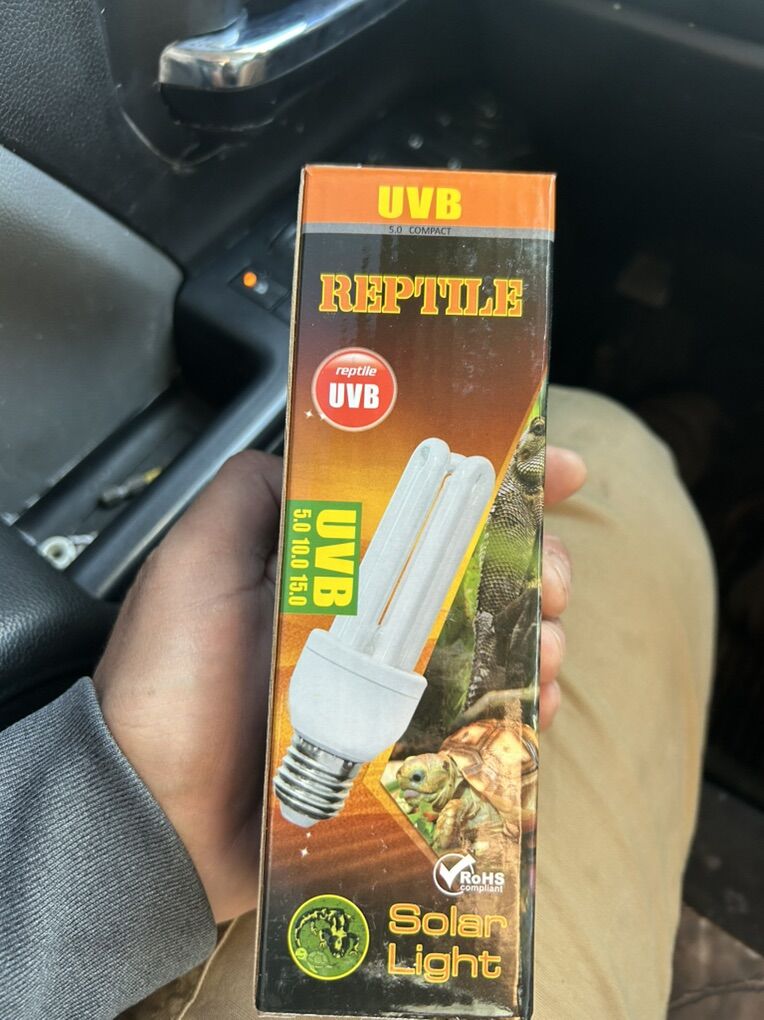 UVB
5.0 COMPACT
REPTILE
reptile
UVB
UVB
5.0 10.0 15.0
RoHS
compliant
Solar
Light